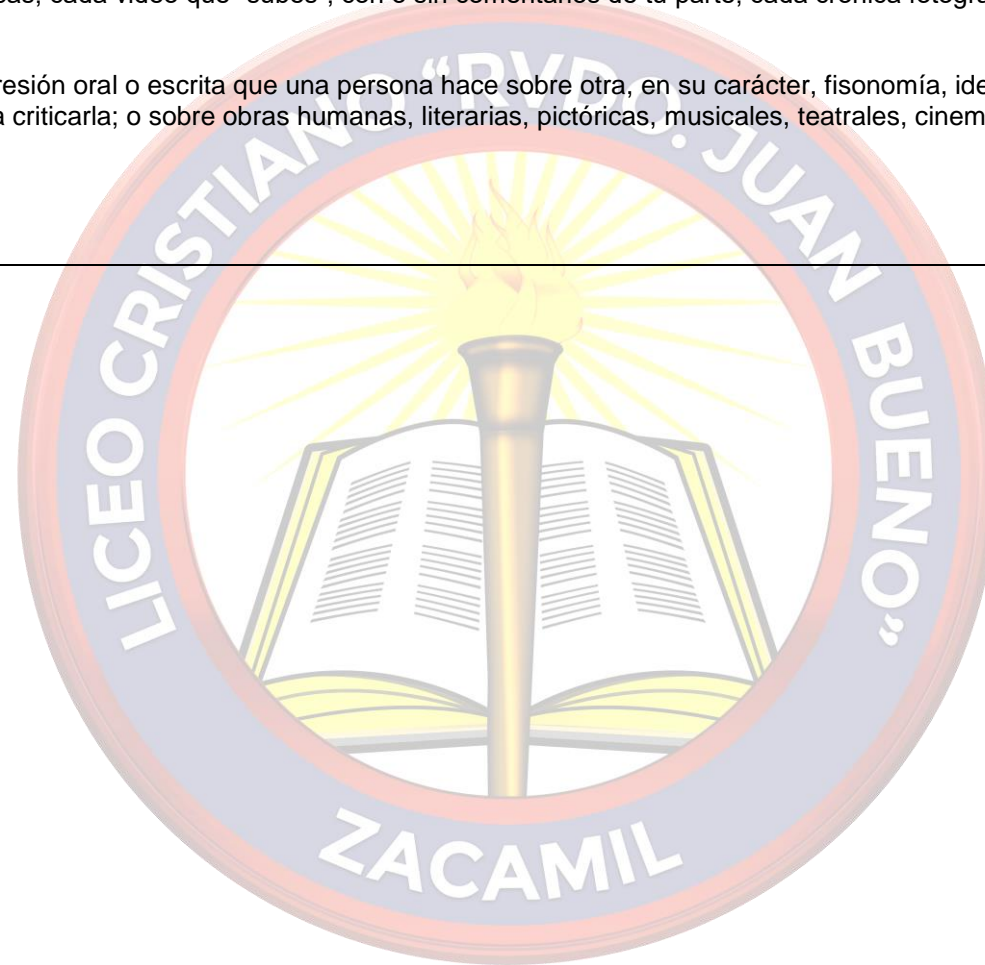 cada video que "subes", con o sin comentarios de tu parte, cada crónica
resión oral o escrita que una persona hace sobre otra, en su carácter, fisonomía,
a criticarla; o sobre obras humanas, literarias, pictóricas, musicales, teatrales,
LICEO CRISTIANO "RVDO. JUAN BUENO"
ZACAMIL